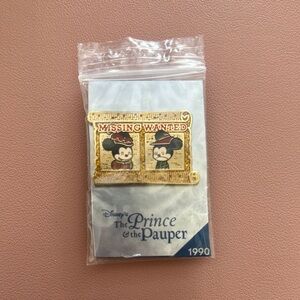 MISSING WANTED
Disney's
The Prince
& the Pauper
1990